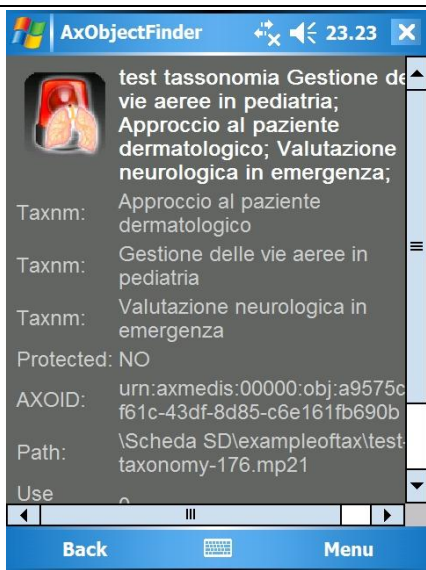 AxObjectFinder 23.23
test tassonomia Gestione de
vie aeree in pediatria;
Approccio al paziente
dermatologico; Valutazione
neurologica in emergenza;
Taxnm: Approccio al paziente
dermatologico
Taxnm: Gestione delle vie aeree in
pediatria
Taxnm: Valutazione neurologica in
emergenza
Protected: NO
AXOID: urn:axmedis:00000:obj:a9575c
f61c-43df-8d85-c6e161fb690b
Path: \Scheda SD\exampleoftax\test-
taxonomy-176.mp21
Use
Back Menu